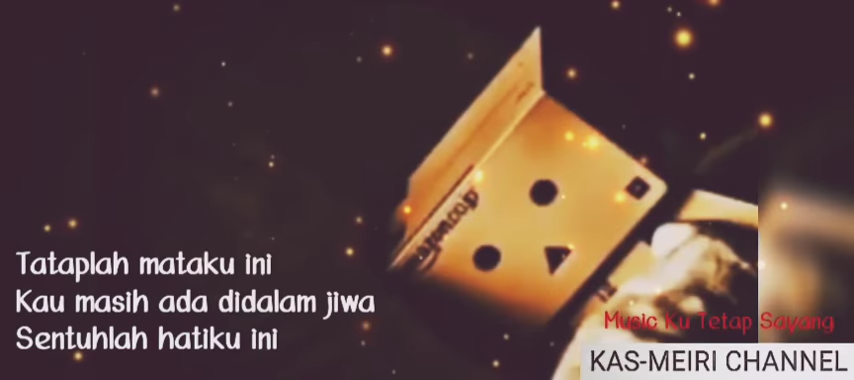 Tataplah mataku ini
Kau masih ada didalam jiwa
Sentuhlah hatiku ini
Music Ku Tetap Sayang
KAS-MEIRI CHANNEL